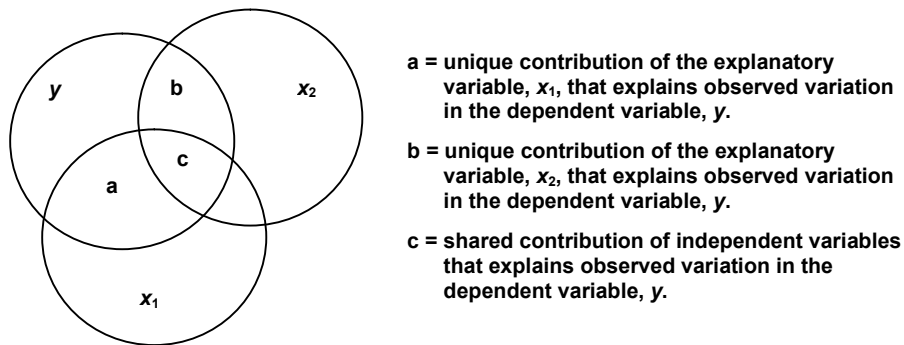 y
b
x₂
c
a
x₁
a = unique contribution of the explanatory
variable, x₁, that explains observed variation
in the dependent variable, y.
b = unique contribution of the explanatory
variable, x₂, that explains observed variation
in the dependent variable, y.
c = shared contribution of independent variables
that explains observed variation in the
dependent variable, y.